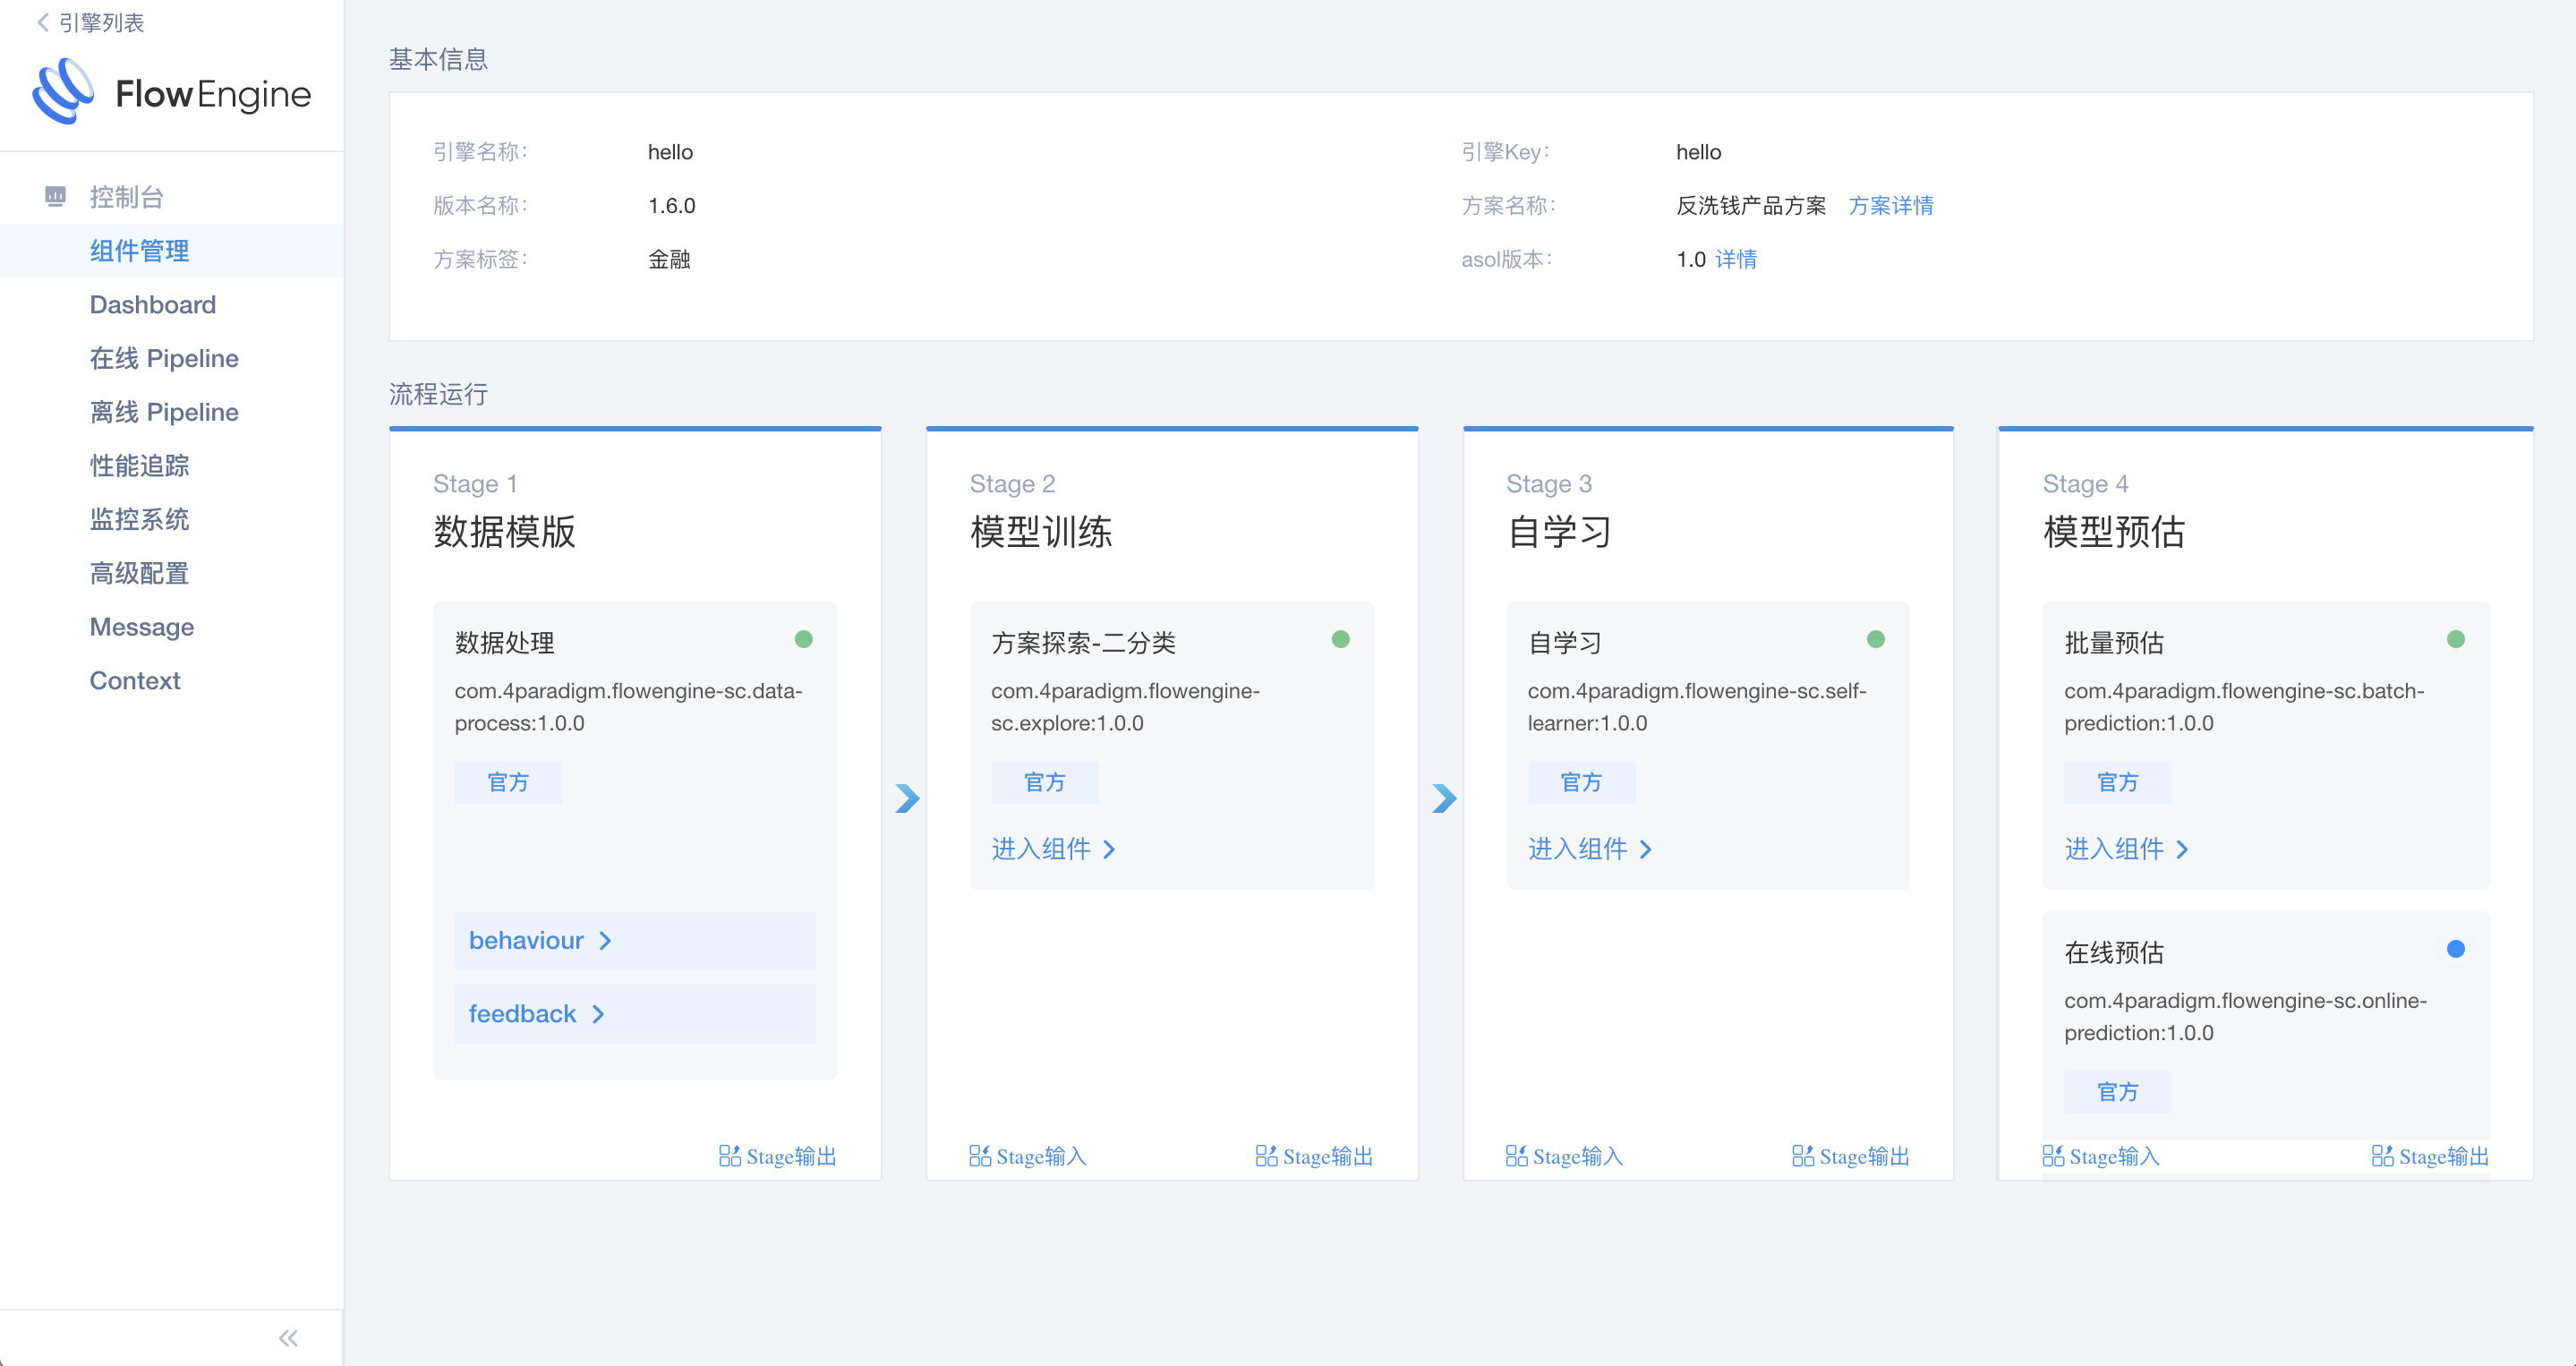 引擎列表
FlowEngine
控制台
组件管理
Dashboard
在线 Pipeline
离线 Pipeline
性能追踪
监控系统
高级配置
Message
Context
基本信息
引擎名称: hello
引擎Key: hello
版本名称: 1.6.0
方案名称: 反洗钱产品方案 方案详情
方案标签: 金融
asol版本: 1.0 详情
流程运行
Stage 1
数据模版
数据处理
com.4paradigm.flowengine-sc.data-
process:1.0.0
官方
behaviour
feedback
Stage输出
Stage 2
模型训练
方案探索-二分类
com.4paradigm.flowengine-
sc.explore:1.0.0
官方
进入组件
Stage输入 Stage输出
Stage 3
自学习
自学习
com.4paradigm.flowengine-sc.self-
learner:1.0.0
官方
进入组件
Stage输入 Stage输出
Stage 4
模型预估
批量预估
com.4paradigm.flowengine-sc.batch-
prediction:1.0.0
官方
进入组件
在线预估
com.4paradigm.flowengine-sc.online-
prediction:1.0.0
官方
Stage输入 Stage输出